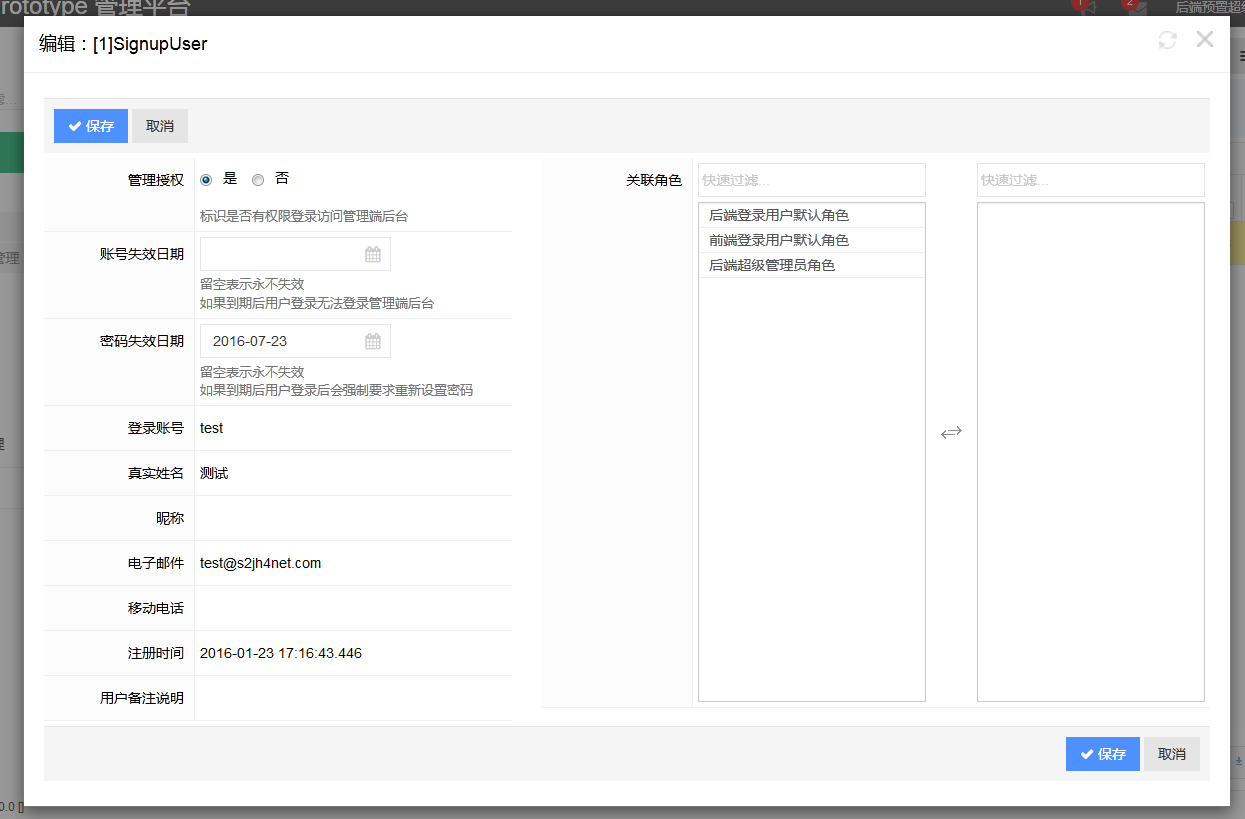 rototype 管理平台
1
2
后端预置超级
编辑：[1]SignupUser
保存
取消
管理授权
是
否
标识是否有权限登录访问管理端后台
账号失效日期
留空表示永不失效
如果到期后用户登录无法登录管理端后台
密码失效日期
2016-07-23
留空表示永不失效
如果到期后用户登录后会强制要求重新设置密码
登录账号
test
真实姓名
测试
昵称
电子邮件
test@s2jh4net.com
移动电话
注册时间
2016-01-23 17:16:43.446
用户备注说明
关联角色
快速过滤...
后端登录用户默认角色
前端登录用户默认角色
后端超级管理员角色
快速过滤...
保存
取消
管理
0.0 []